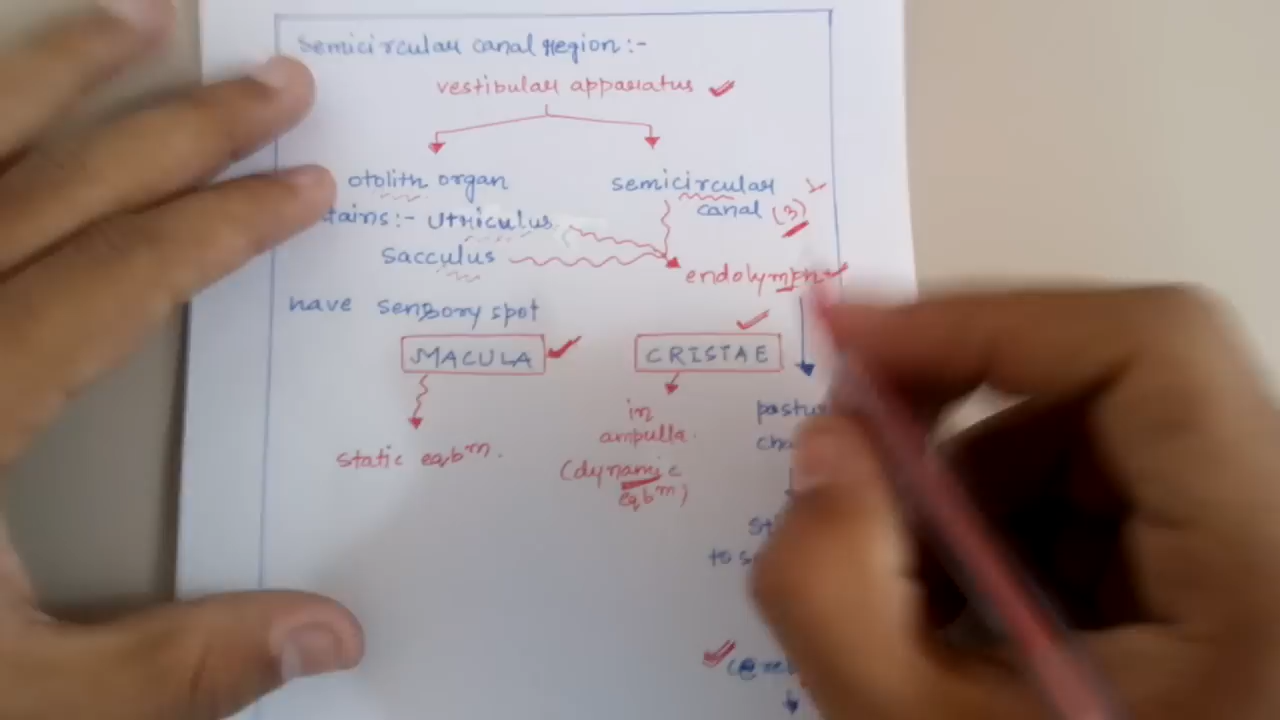 Semicircular canal region :-
vestibular apparatus
otolith organ
semicircular
canal (3)
utriculus
sacculus
endolymph
have sensory spot
MACULA
CRISTAE
in
ampulla.
(dynamic
eqbm)
static eqbm.
to